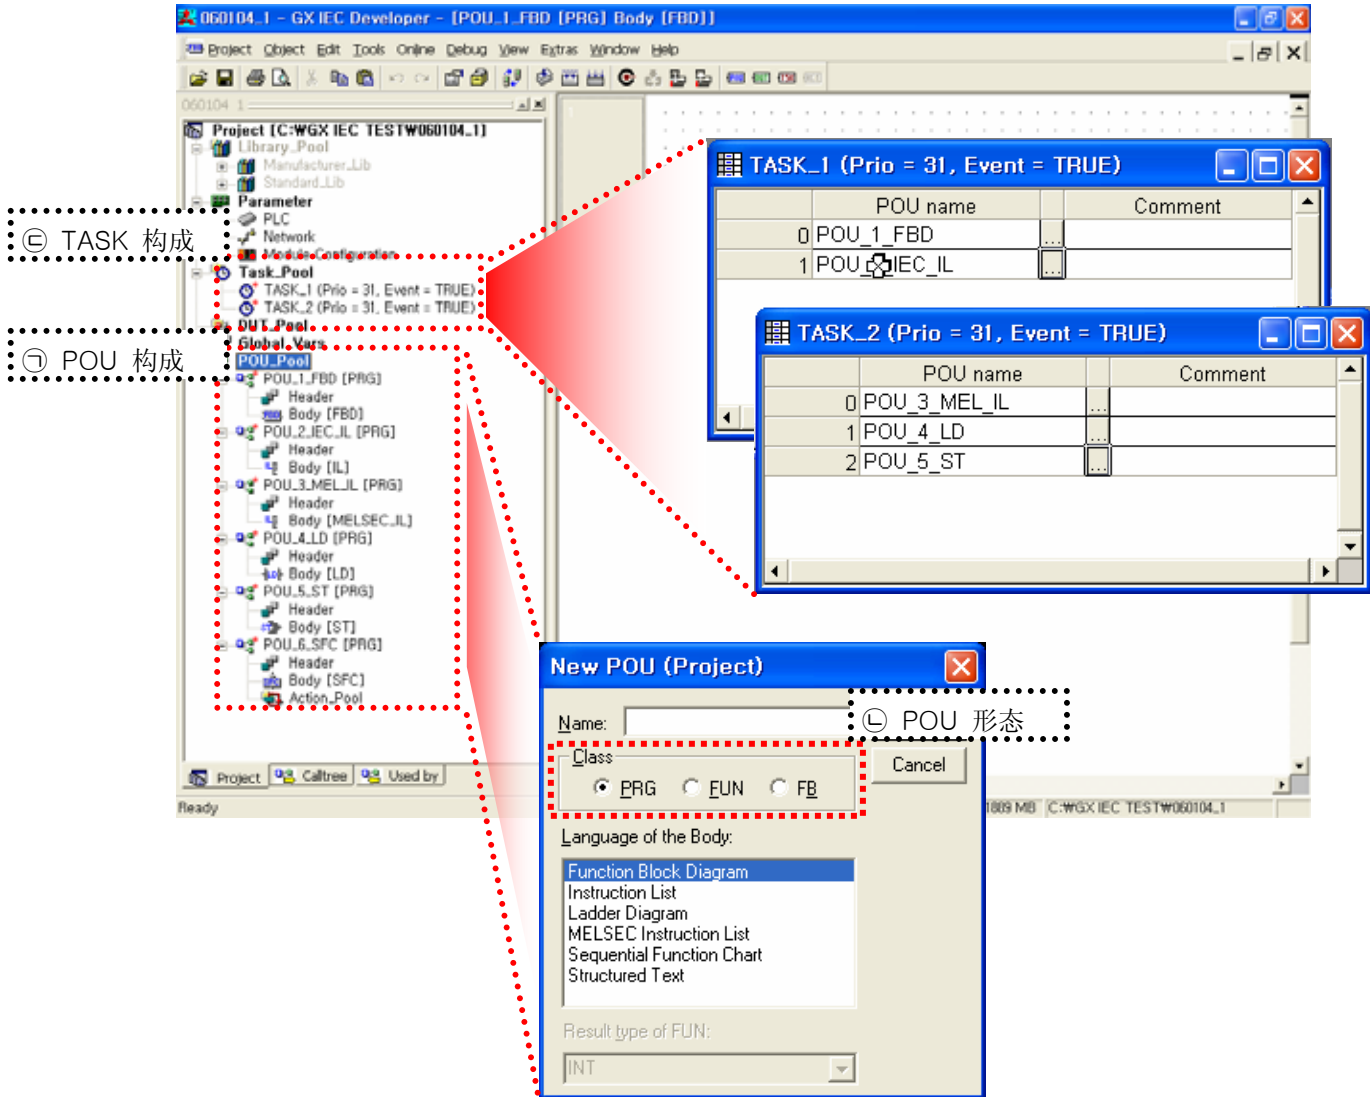 060104_1 - GX IEC Developer - [POU_1_FBD [PRG] Body [FBD]]
Project Object Edit Tools Online Debug View Extras Window Help
060104_1
Project [C:₩GX IEC TEST₩060104_1]
Library_Pool
Manufacturer_Lib
Standard_Lib
Parameter
PLC
Network
Module Configuration
Task_Pool
TASK_1 (Prio = 31, Event = TRUE)
TASK_2 (Prio = 31, Event = TRUE)
DUT_Pool
Global_Vars
POU_Pool
POU_1_FBD [PRG]
Header
Body [FBD]
POU_2_IEC_IL [PRG]
Header
Body [IL]
POU_3_MEL_IL [PRG]
Header
Body [MELSEC_IL]
POU_4_LD [PRG]
Header
Body [LD]
POU_5_ST [PRG]
Header
Body [ST]
POU_6_SFC [PRG]
Header
Body [SFC]
Action_Pool
Project Calltree Used by
Ready
1889 MB C:₩GX IEC TEST₩060104_1
㉢ TASK 构成
㉠ POU 构成
TASK_1 (Prio = 31, Event = TRUE)
POU name Comment
0 POU_1_FBD ...
1 POU_ IEC_IL ...
TASK_2 (Prio = 31, Event = TRUE)
POU name Comment
0 POU_3_MEL_IL ...
1 POU_4_LD ...
2 POU_5_ST ...
New POU (Project)
㉡ POU 形态
Name:
Class
PRG FUN FB
Cancel
Language of the Body:
Function Block Diagram
Instruction List
Ladder Diagram
MELSEC Instruction List
Sequential Function Chart
Structured Text
Result type of FUN:
INT